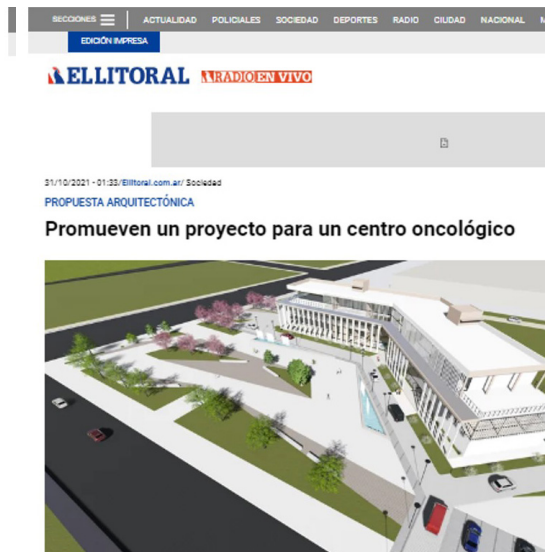 SECCIONES ACTUALIDAD POLICIALES SOCIEDAD DEPORTES RADIO CIUDAD NACIONAL
EDICIÓN IMPRESA
ELLITORAL RADIO EN VIVO
31/10/2021 - 01:33/Ellitoral.com.ar/ Sociedad
PROPUESTA ARQUITECTÓNICA
Promueven un proyecto para un centro oncológico